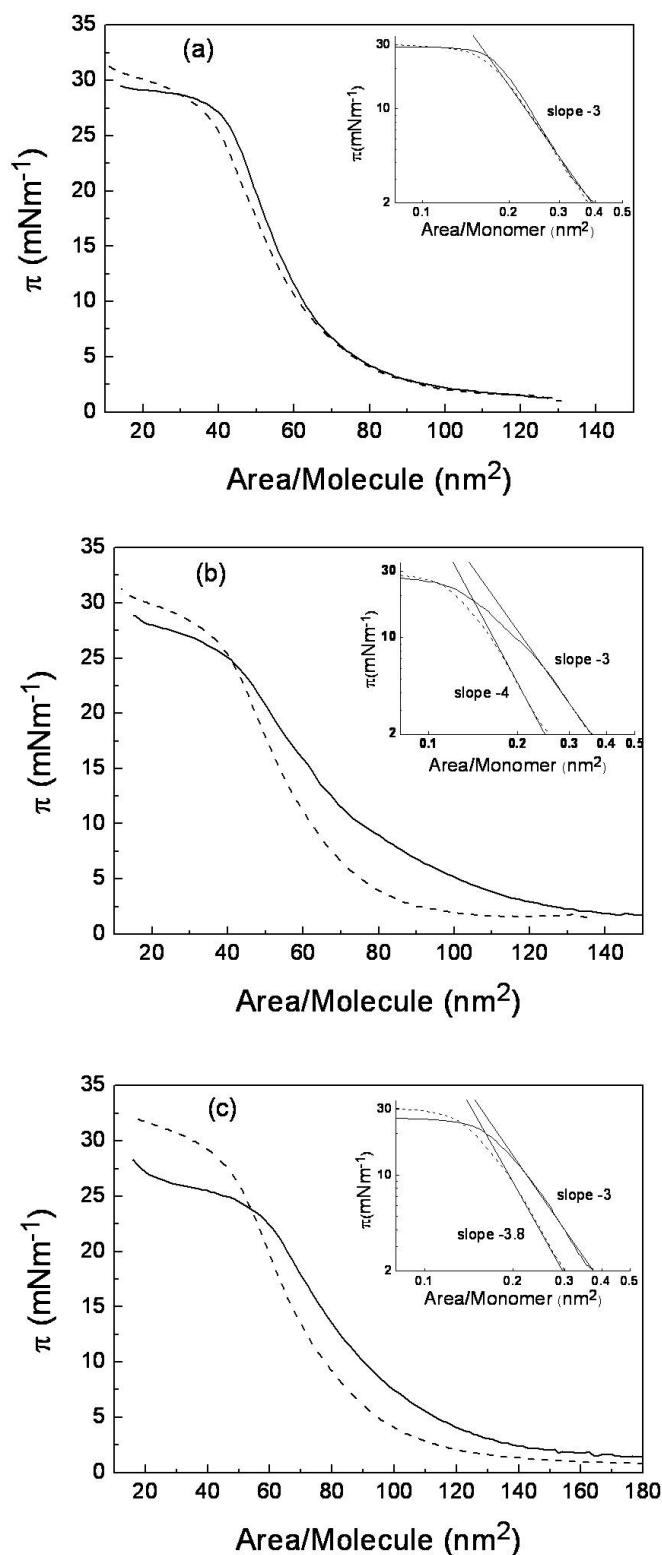 35
30
25
20
15
10
5
0
π (mNm-1)
(a)
20 40 60 80 100 120 140
Area/Molecule (nm2)
30
10
2
π(mNm-1)
slope -3
0.1 0.2 0.3 0.4 0.5
Area/Monomer (nm2)
35
30
25
20
15
10
5
0
π (mNm-1)
(b)
20 40 60 80 100 120 140
Area/Molecule (nm2)
30
10
2
π(mNm-1)
slope -3
slope -4
0.1 0.2 0.3 0.4 0.5
Area/Monomer (nm2)
35
30
25
20
15
10
5
0
π (mNm-1)
(c)
20 40 60 80 100 120 140 160 180
Area/Molecule (nm2)
30
10
2
π(mNm-1)
slope -3
slope -3.8
0.1 0.2 0.3 0.4 0.5
Area/Monomer (nm2)